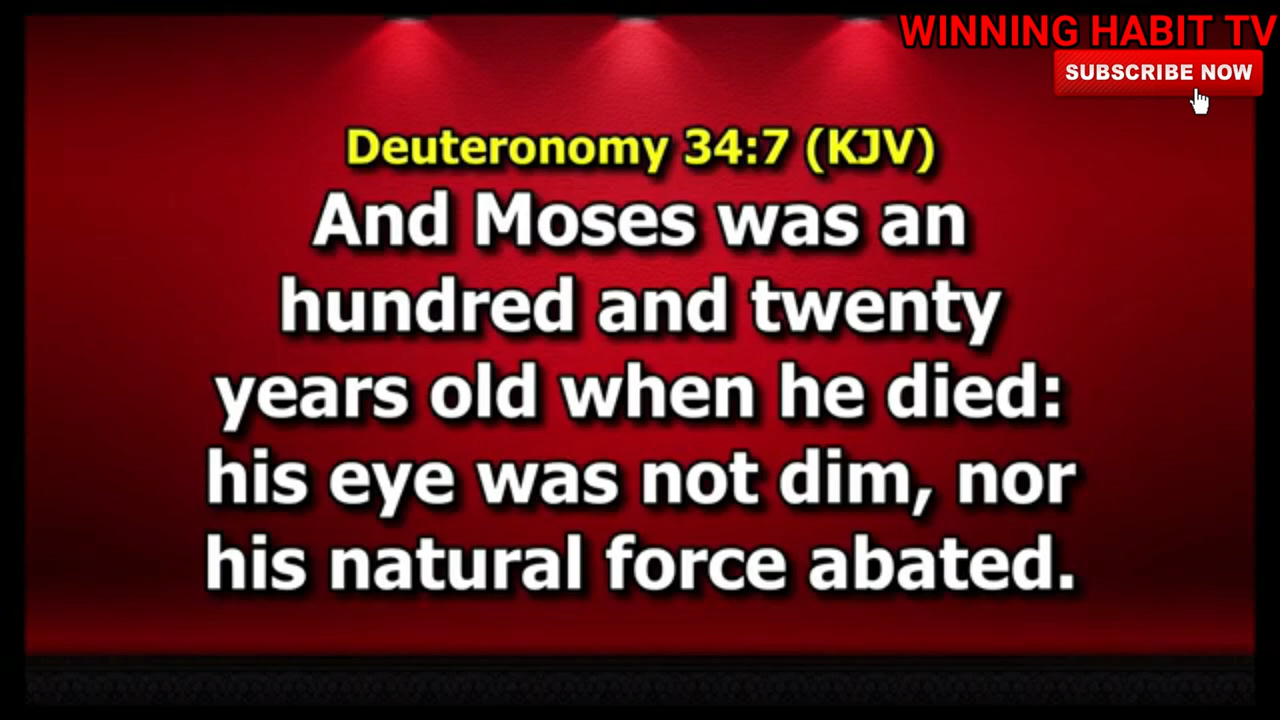 WINNING HABIT TV
SUBSCRIBE NOW
Deuteronomy 34:7 (KJV)
And Moses was an
hundred and twenty
years old when he died:
his eye was not dim, nor
his natural force abated.